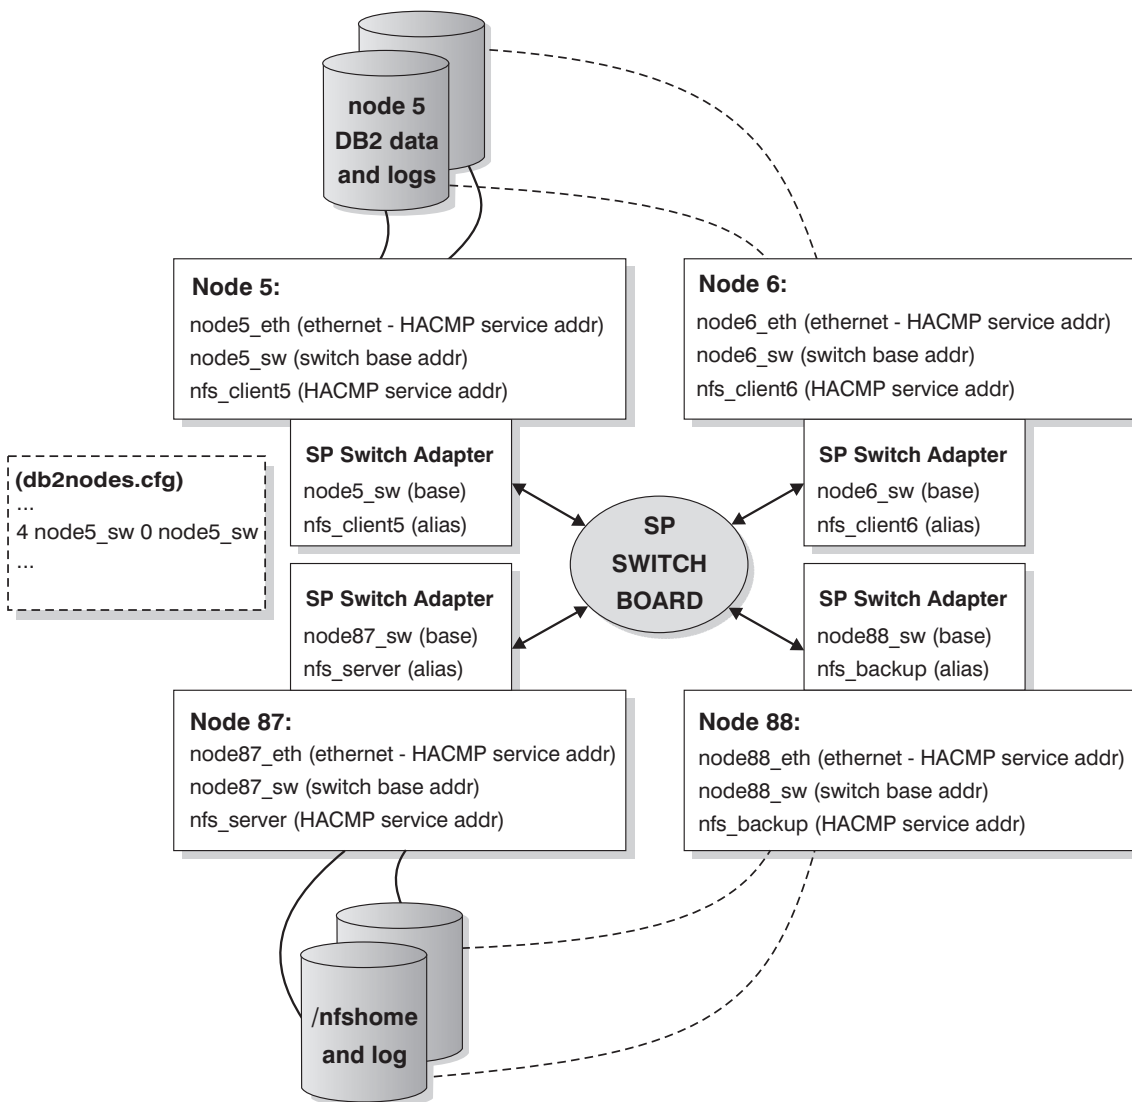 node 5
DB2 data
and logs
Node 5:
node5_eth (ethernet - HACMP service addr)
node5_sw (switch base addr)
nfs_client5 (HACMP service addr)
Node 6:
node6_eth (ethernet - HACMP service addr)
node6_sw (switch base addr)
nfs_client6 (HACMP service addr)
(db2nodes.cfg)
...
4 node5_sw 0 node5_sw
...
SP Switch Adapter
node5_sw (base)
nfs_client5 (alias)
SP
SWITCH
BOARD
SP Switch Adapter
node6_sw (base)
nfs_client6 (alias)
SP Switch Adapter
node87_sw (base)
nfs_server (alias)
SP Switch Adapter
node88_sw (base)
nfs_backup (alias)
Node 87:
node87_eth (ethernet - HACMP service addr)
node87_sw (switch base addr)
nfs_server (HACMP service addr)
Node 88:
node88_eth (ethernet - HACMP service addr)
node88_sw (switch base addr)
nfs_backup (HACMP service addr)
/nfshome
and log